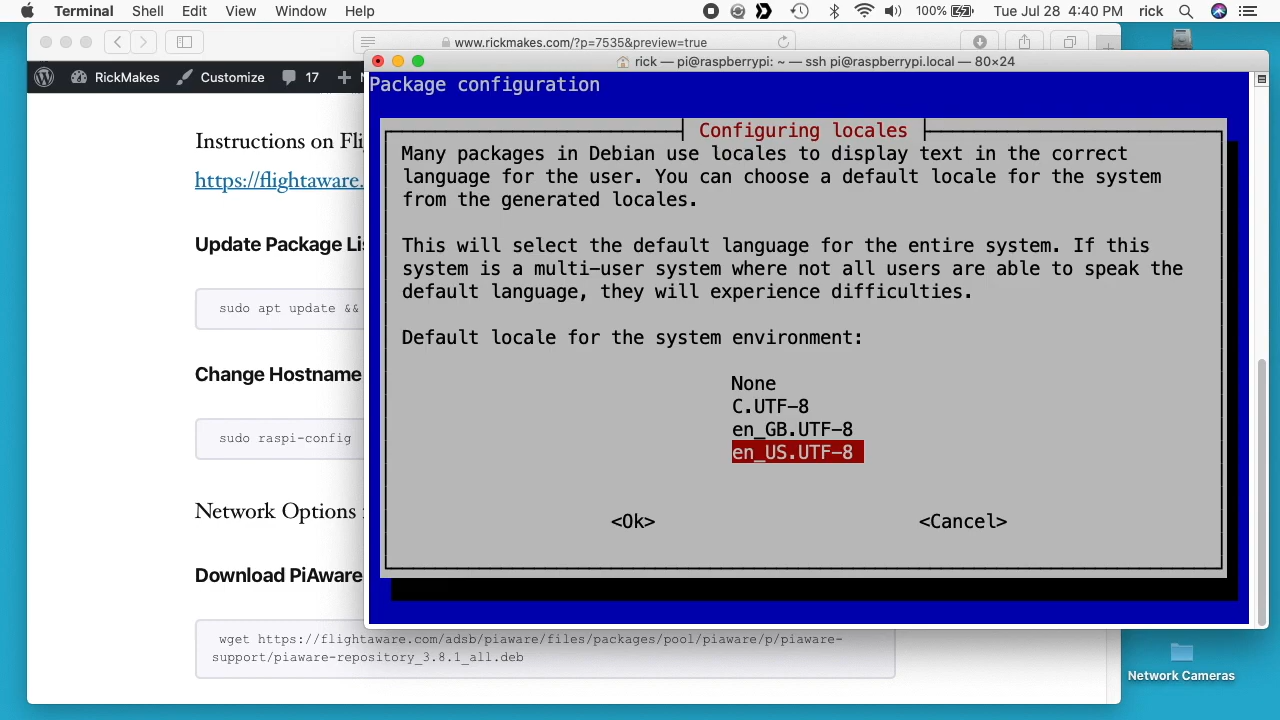 Terminal Shell Edit View Window Help 100% Tue Jul 28 4:40 PM rick
www.rickmakes.com/?p=7535&preview=true
rick — pi@raspberrypi: ~ — ssh pi@raspberrypi.local — 80×24
RickMakes Customize 17
Package configuration
Configuring locales
Many packages in Debian use locales to display text in the correct
language for the user. You can choose a default locale for the system
from the generated locales.
This will select the default language for the entire system. If this
system is a multi-user system where not all users are able to speak the
default language, they will experience difficulties.
Default locale for the system environment:
None
C.UTF-8
en_GB.UTF-8
en_US.UTF-8
<Ok> <Cancel>
Instructions on
https://flightaware.
Update Package
sudo apt update &&
Change Hostname
sudo raspi-config
Network Options
Download PiAware
wget https://flightaware.com/adsb/piaware/files/packages/pool/piaware/p/piaware-
support/piaware-repository_3.8.1_all.deb
Network Cameras